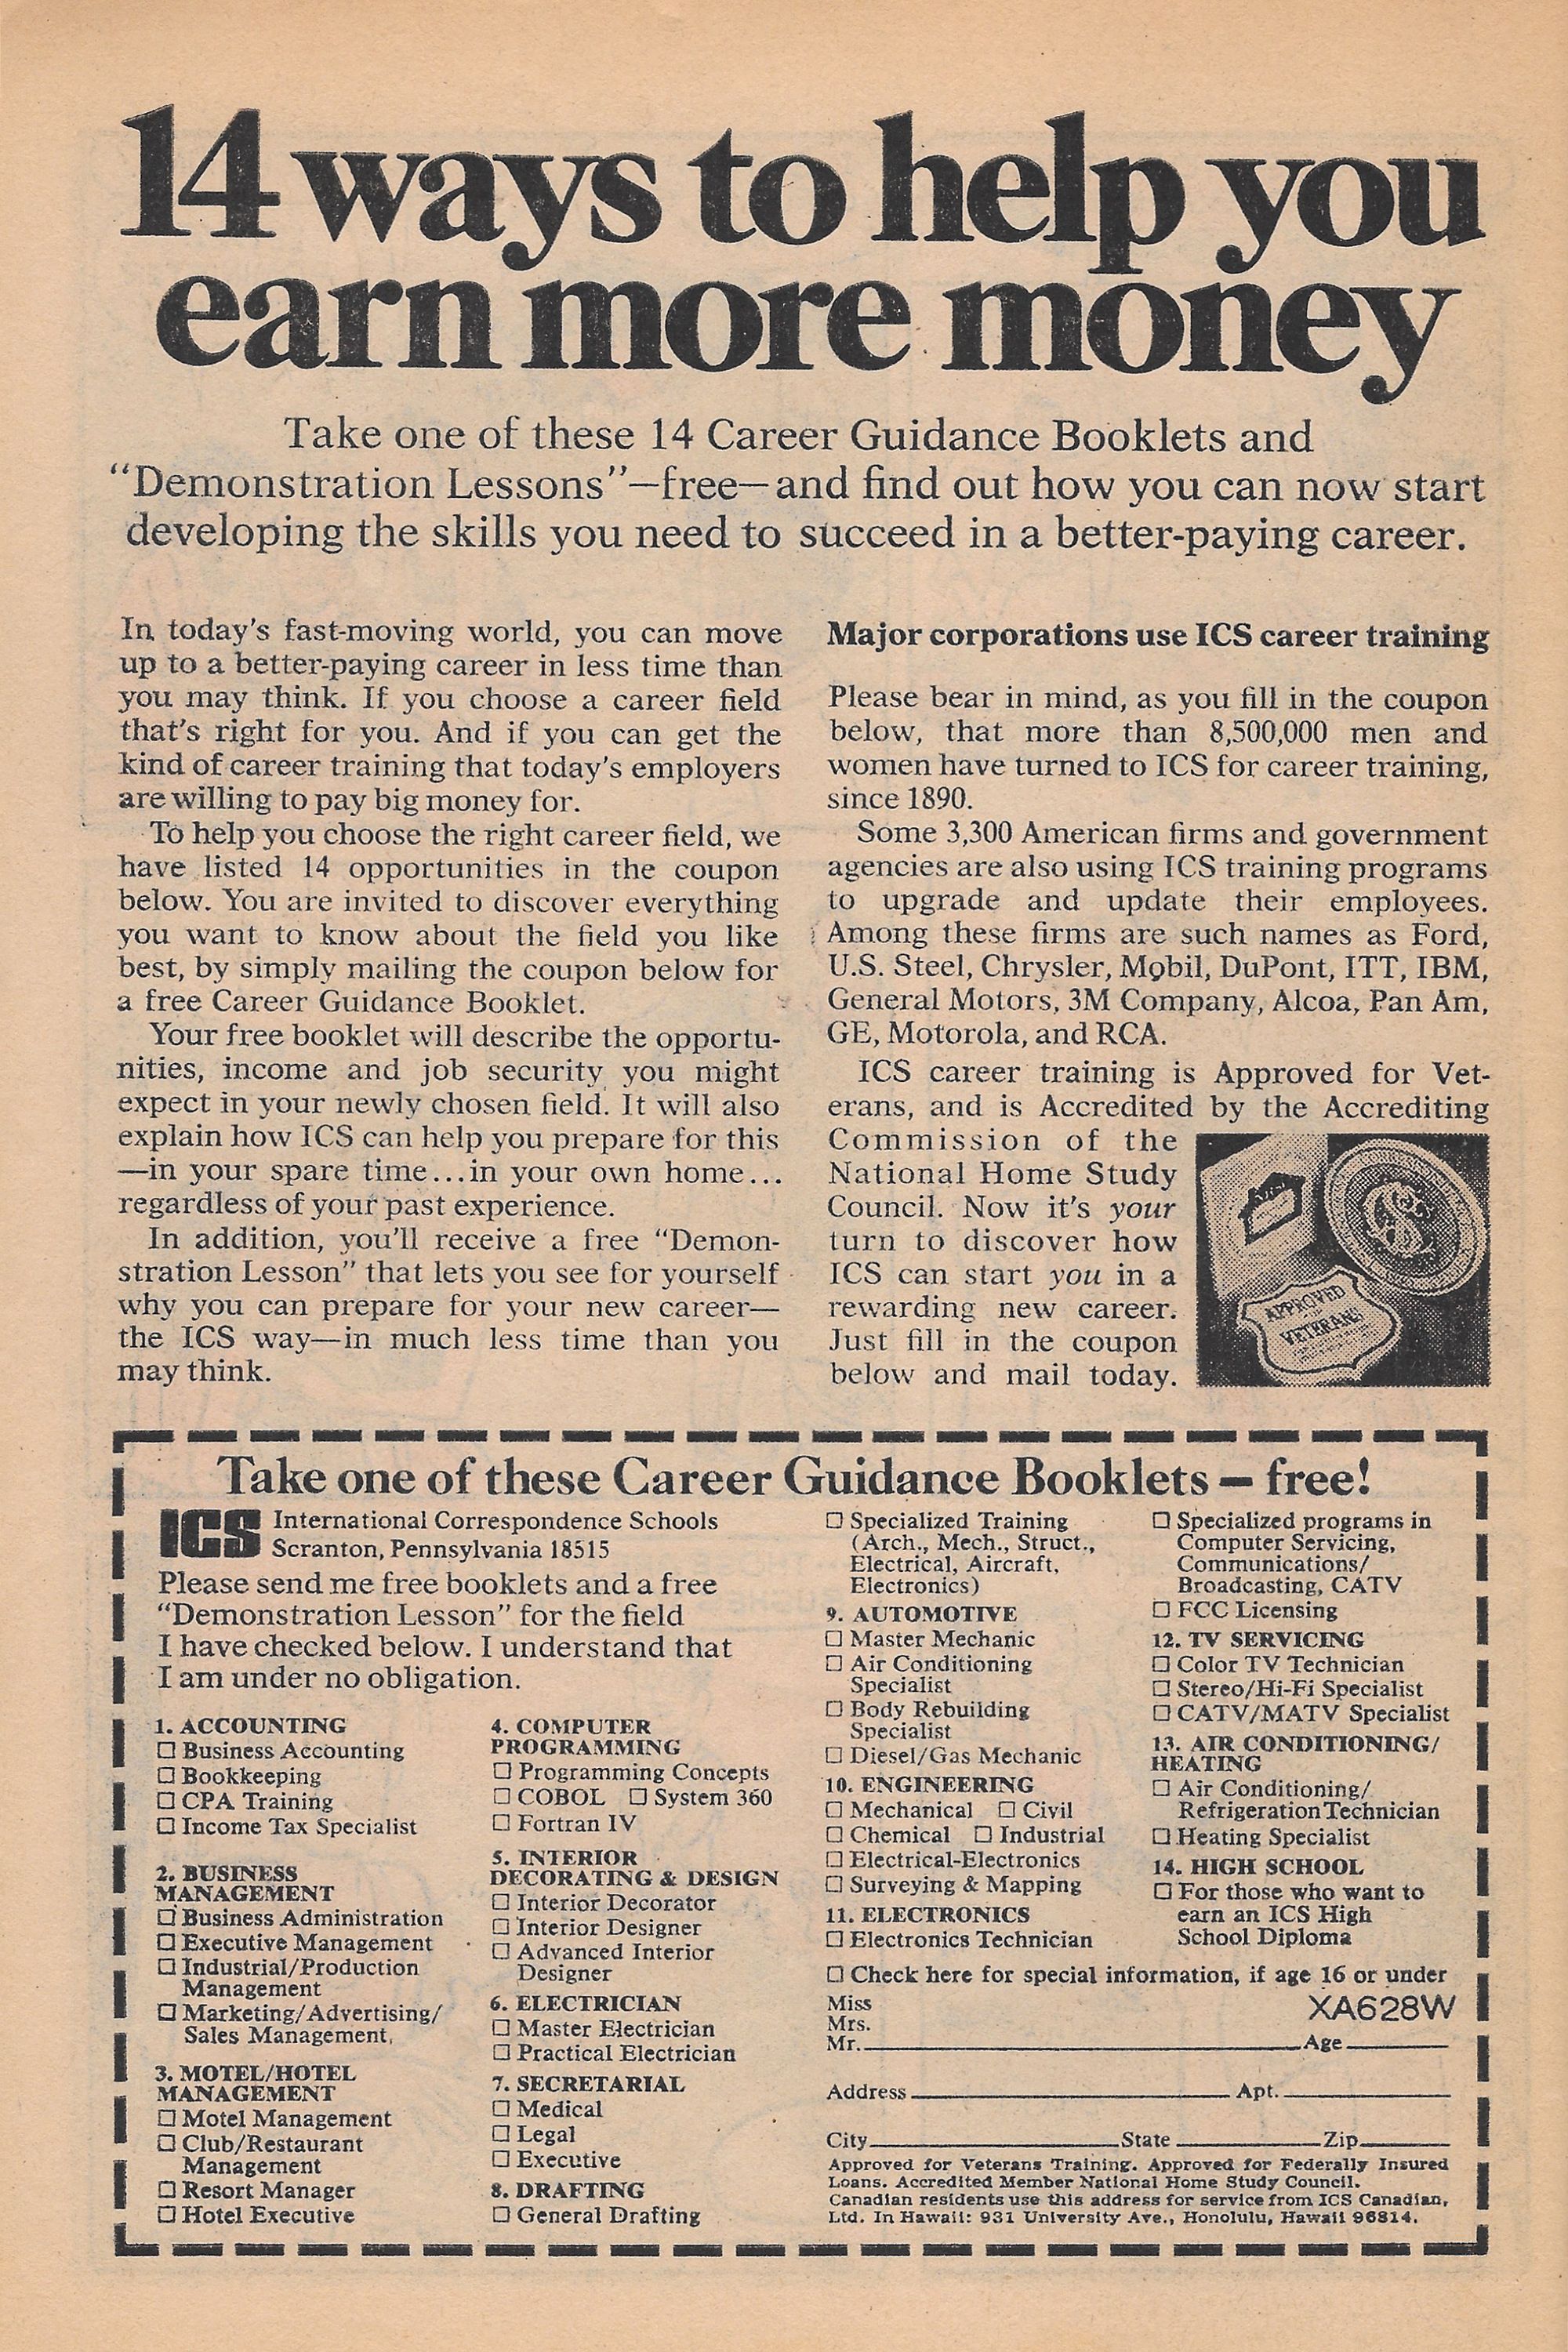 14 ways to help you
earn more money
Take one of these 14 Career Guidance Booklets and
“Demonstration Lessons”—free—and find out how you can now start
developing the skills you need to succeed in a better-paying career.
In today's fast-moving world, you can move
up to a better-paying career in less time than
you may think. If you choose a career field
that's right for you. And if you can get the
kind of career training that today's employers
are willing to pay big money for.
To help you choose the right career field, we
have listed 14 opportunities in the coupon
below. You are invited to discover everything
you want to know about the field you like
best, by simply mailing the coupon below for
a free Career Guidance Booklet.
Your free booklet will describe the opportu-
nities, income and job security you might
expect in your newly chosen field. It will also
explain how ICS can help you prepare for this
—in your spare time...in your own home...
regardless of your past experience.
In addition, you'll receive a free “Demon-
stration Lesson” that lets you see for yourself
why you can prepare for your new career—
the ICS way—in much less time than you
may think.
Major corporations use ICS career training
Please bear in mind, as you fill in the coupon
below, that more than 8,500,000 men and
women have turned to ICS for career training,
since 1890.
Some 3,300 American firms and government
agencies are also using ICS training programs
to upgrade and update their employees.
Among these firms are such names as Ford,
U.S. Steel, Chrysler, Mobil, DuPont, ITT, IBM,
General Motors, 3M Company, Alcoa, Pan Am,
GE, Motorola, and RCA.
ICS career training is Approved for Vet-
erans, and is Accredited by the Accrediting
Commission of the
National Home Study
Council. Now it's your
turn to discover how
ICS can start you in a
rewarding new career.
Just fill in the coupon
below and mail today.
APPROVED
VETERANS
Take one of these Career Guidance Booklets — free!
ICS International Correspondence Schools
Scranton, Pennsylvania 18515
Please send me free booklets and a free
“Demonstration Lesson” for the field
I have checked below. I understand that
I am under no obligation.
1. ACCOUNTING
☐ Business Accounting
☐ Bookkeeping
☐ CPA Training
☐ Income Tax Specialist
2. BUSINESS
MANAGEMENT
☐ Business Administration
☐ Executive Management
☐ Industrial/Production
Management
☐ Marketing/Advertising/
Sales Management
3. MOTEL/HOTEL
MANAGEMENT
☐ Motel Management
☐ Club/Restaurant
Management
☐ Resort Manager
☐ Hotel Executive
4. COMPUTER
PROGRAMMING
☐ Programming Concepts
☐ COBOL ☐ System 360
☐ Fortran IV
5. INTERIOR
DECORATING & DESIGN
☐ Interior Decorator
☐ Interior Designer
☐ Advanced Interior
Designer
6. ELECTRICIAN
☐ Master Electrician
☐ Practical Electrician
7. SECRETARIAL
☐ Medical
☐ Legal
☐ Executive
8. DRAFTING
☐ General Drafting
☐ Specialized Training
(Arch., Mech., Struct.,
Electrical, Aircraft,
Electronics)
9. AUTOMOTIVE
☐ Master Mechanic
☐ Air Conditioning
Specialist
☐ Body Rebuilding
Specialist
☐ Diesel/Gas Mechanic
10. ENGINEERING
☐ Mechanical ☐ Civil
☐ Chemical ☐ Industrial
☐ Electrical-Electronics
☐ Surveying & Mapping
11. ELECTRONICS
☐ Electronics Technician
☐ Specialized programs in
Computer Servicing,
Communications/
Broadcasting, CATV
☐ FCC Licensing
12. TV SERVICING
☐ Color TV Technician
☐ Stereo/Hi-Fi Specialist
☐ CATV/MATV Specialist
13. AIR CONDITIONING/
HEATING
☐ Air Conditioning/
Refrigeration Technician
☐ Heating Specialist
14. HIGH SCHOOL
☐ For those who want to
earn an ICS High
School Diploma
☐ Check here for special information, if age 16 or under
Miss XA628W
Mrs.
Mr. Age
Address Apt.
City State Zip
Approved for Veterans Training. Approved for Federally Insured
Loans. Accredited Member National Home Study Council.
Canadian residents use this address for service from ICS Canadian,
Ltd. In Hawaii: 931 University Ave., Honolulu, Hawaii 96814.